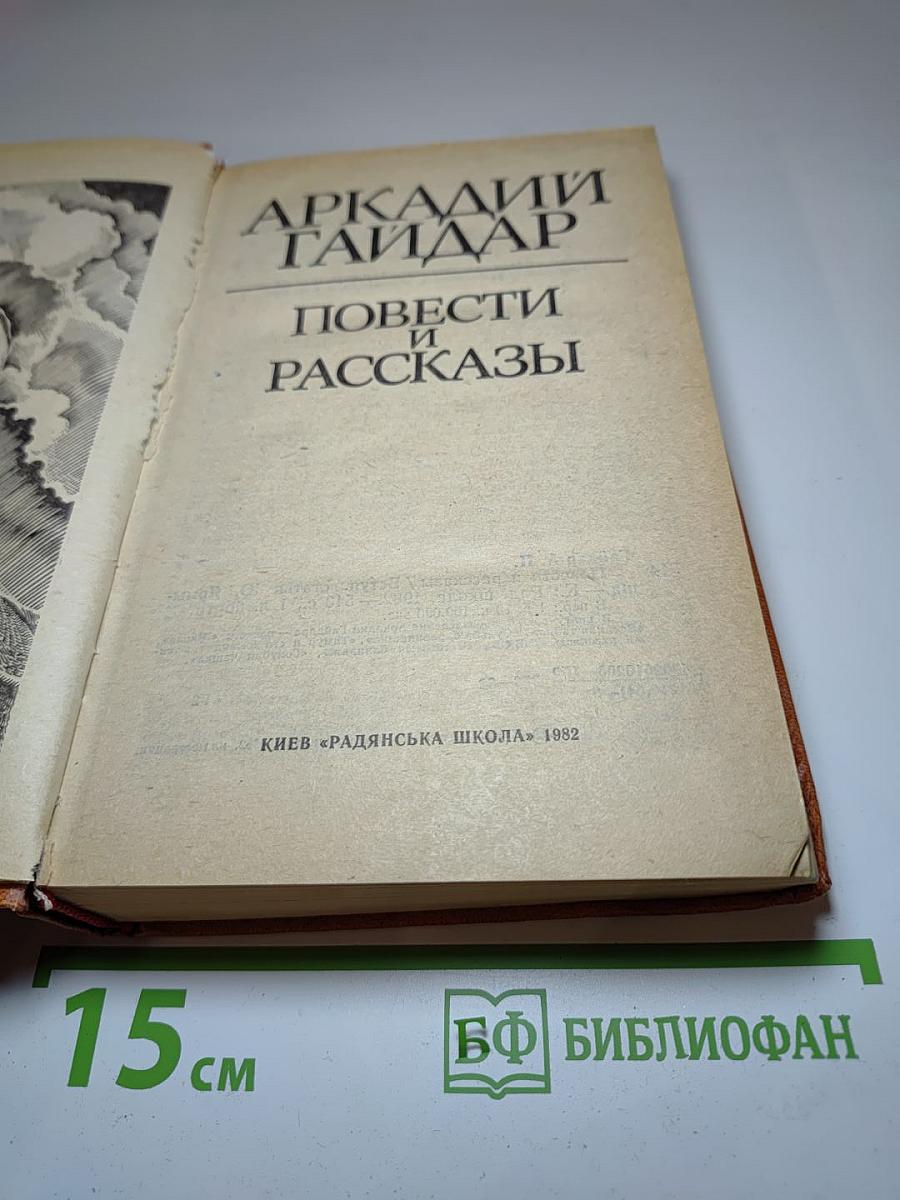 АРКАДИЙ
ГАЙДАР
ПОВЕСТИ
И
РАССКАЗЫ
КИЕВ «РАДЯНСЬКА ШКОЛА» 1982
15 см
БФ БИБЛИОФАН